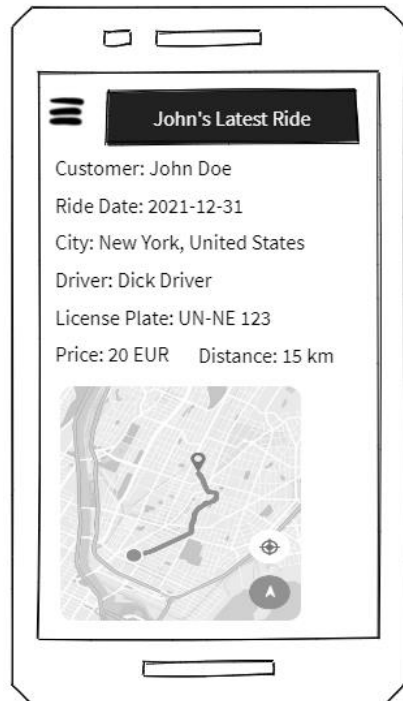 John's Latest Ride
Customer: John Doe
Ride Date: 2021-12-31
City: New York, United States
Driver: Dick Driver
License Plate: UN-NE 123
Price: 20 EUR Distance: 15 km